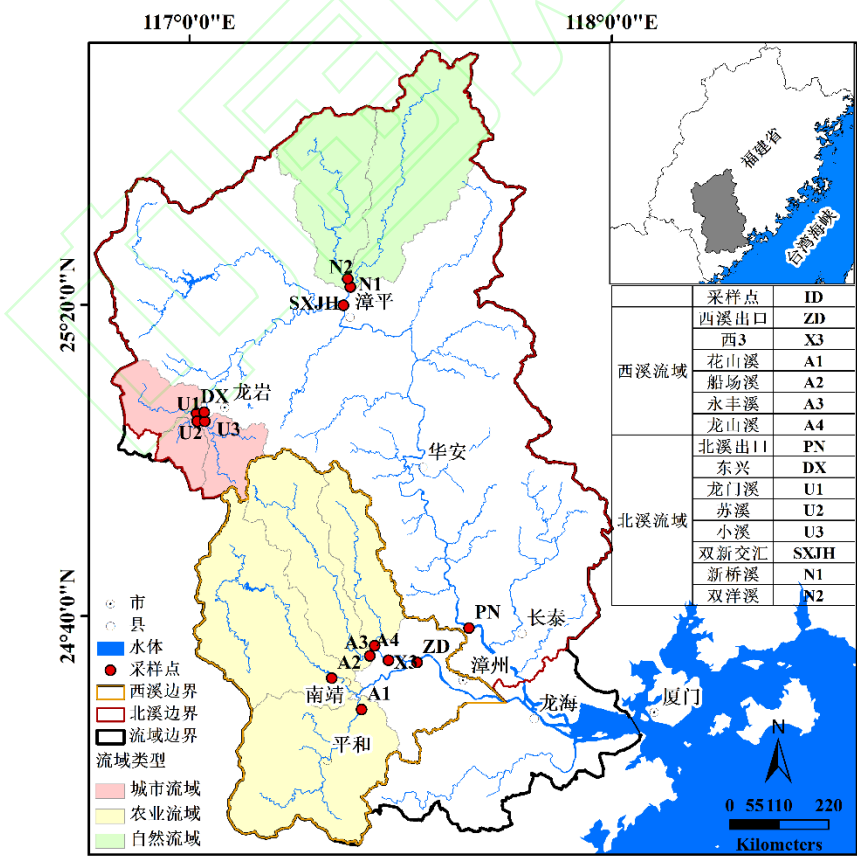 117°0'0"E
118°0'0"E
25°20'0"N
24°40'0"N
福建省
台湾海峡
N2
N1
SXJH
漳平
DX
龙岩
U1
U2
U3
华安
PN
长泰
A3
A4
ZD
A2
X3
漳州
南靖
A1
龙海
厦门
平和
采样点 ID
西溪流域
西溪出口 ZD
西3 X3
花山溪 A1
船场溪 A2
永丰溪 A3
龙山溪 A4
北溪流域
北溪出口 PN
东兴 DX
龙门溪 U1
苏溪 U2
小溪 U3
双新交汇 SXJH
新桥溪 N1
双洋溪 N2
市
县
水体
采样点
西溪边界
北溪边界
流域边界
流域类型
城市流域
农业流域
自然流域
N
0 55110 220
Kilometers